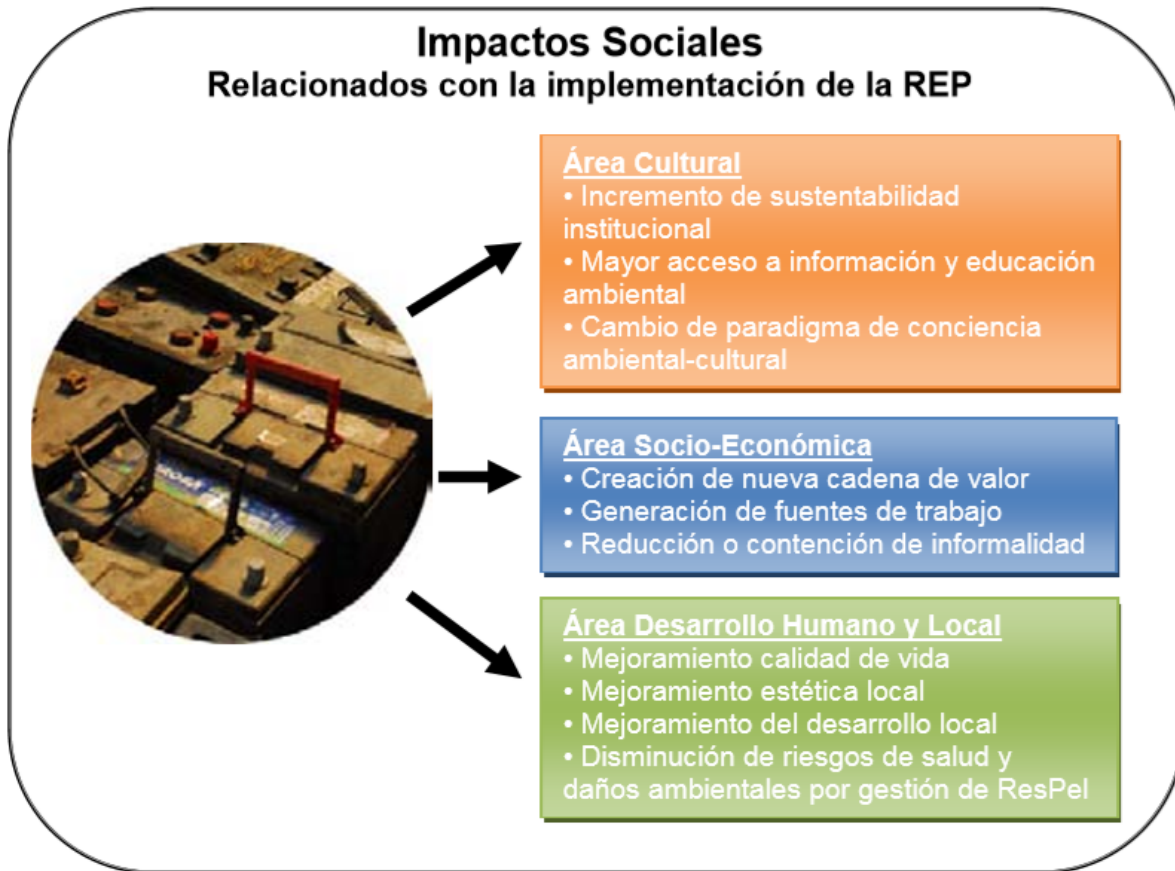 Impactos Sociales
Relacionados con la implementación de la REP
Área Cultural
• Incremento de sustentabilidad
institucional
• Mayor acceso a información y educación
ambiental
• Cambio de paradigma de conciencia
ambiental-cultural
Área Socio-Económica
• Creación de nueva cadena de valor
• Generación de fuentes de trabajo
• Reducción o contención de informalidad
Área Desarrollo Humano y Local
• Mejoramiento calidad de vida
• Mejoramiento estética local
• Mejoramiento del desarrollo local
• Disminución de riesgos de salud y
daños ambientales por gestión de ResPel